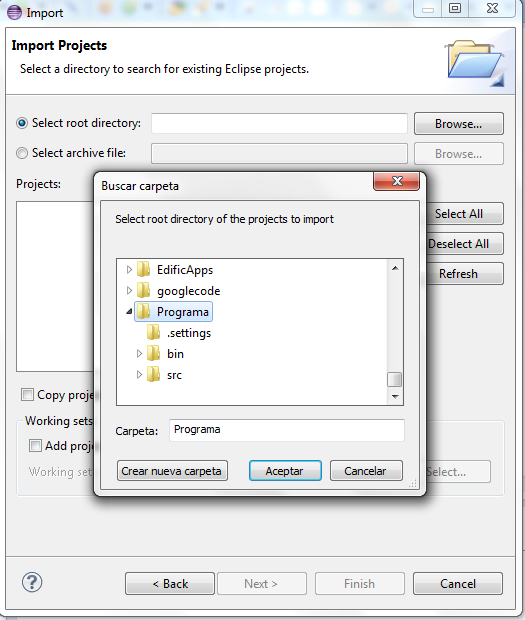 Import
Import Projects
Select a directory to search for existing Eclipse projects.
Select root directory:
Browse...
Select archive file:
Browse...
Projects:
Select All
Deselect All
Refresh
Buscar carpeta
Select root directory of the projects to import
EdificApps
googlecode
Programa
.settings
bin
src
Carpeta:
Programa
Crear nueva carpeta
Aceptar
Cancelar
Copy proje
Working sets
Add proje
Working set
Select...
?
< Back
Next >
Finish
Cancel